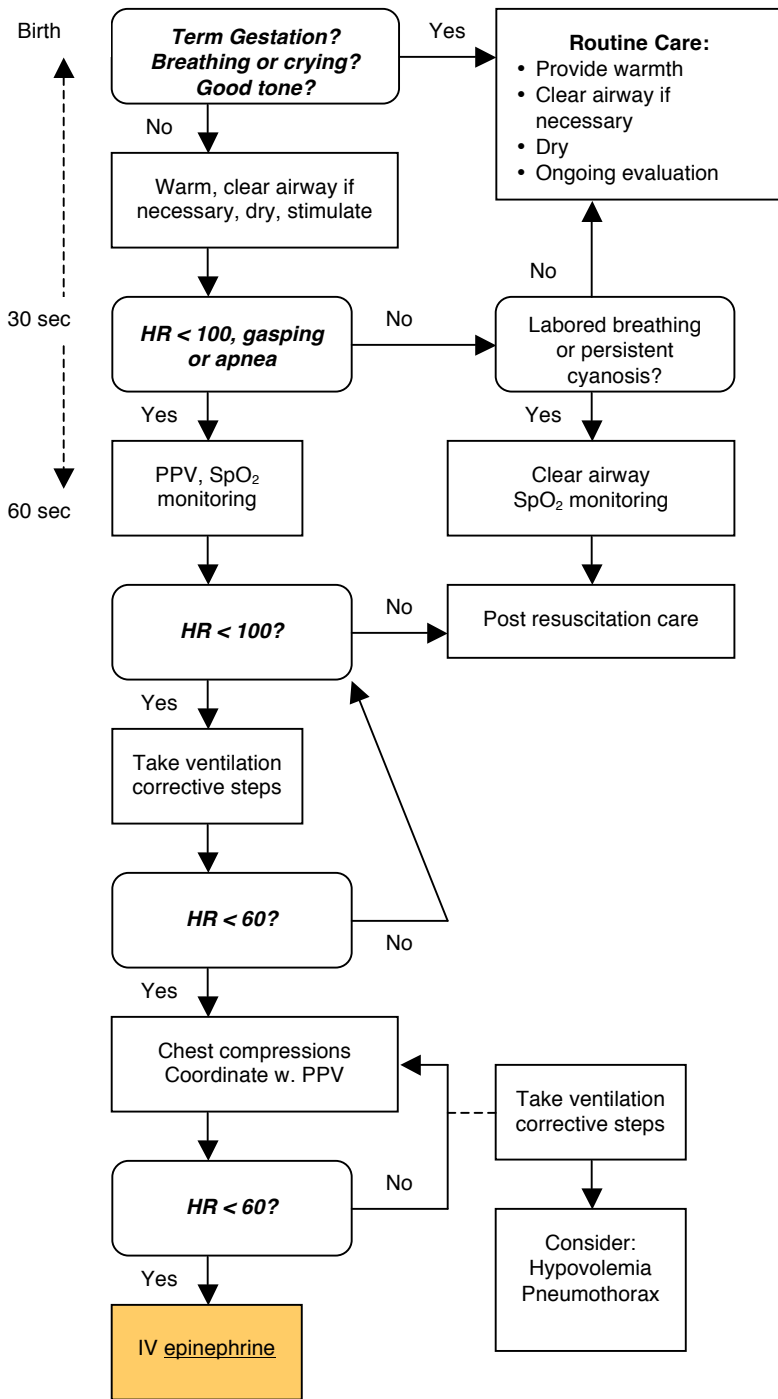 Birth
Term Gestation?
Breathing or crying?
Good tone?
Yes
Routine Care:
• Provide warmth
• Clear airway if
necessary
• Dry
• Ongoing evaluation
No
Warm, clear airway if
necessary, dry, stimulate
No
30 sec
HR < 100, gasping
or apnea
No
Labored breathing
or persistent
cyanosis?
Yes
Yes
PPV, SpO₂
monitoring
Clear airway
SpO₂ monitoring
60 sec
HR < 100?
No
Post resuscitation care
Yes
Take ventilation
corrective steps
HR < 60?
No
Yes
Chest compressions
Coordinate w. PPV
Take ventilation
corrective steps
HR < 60?
No
Consider:
Hypovolemia
Pneumothorax
Yes
IV epinephrine